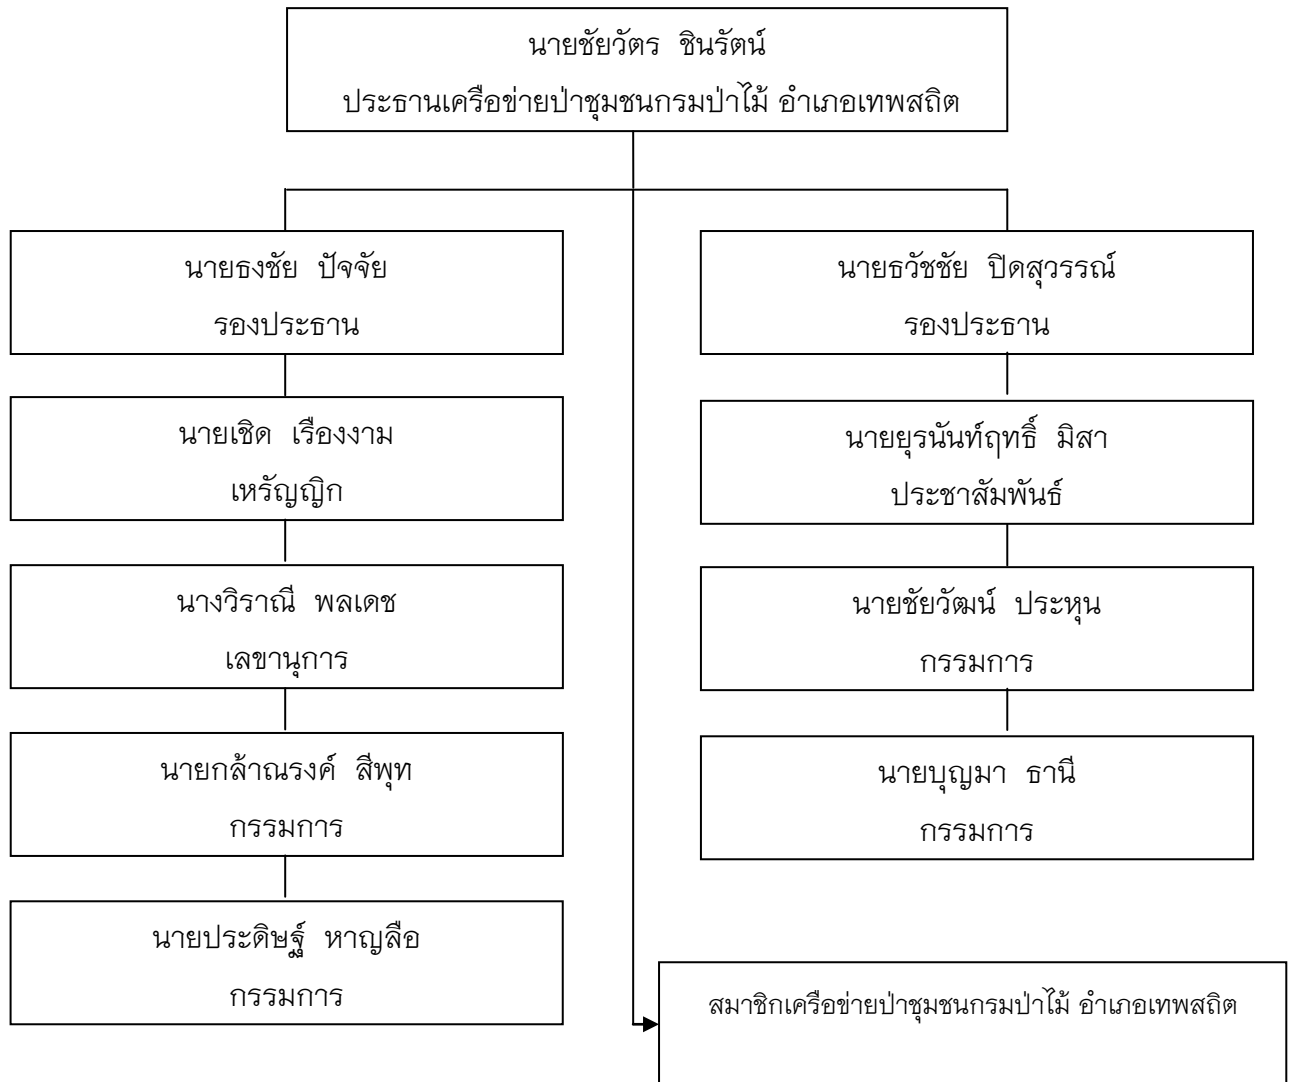 นายชัยวัตร  ชินรัตน์
ประธานเครือข่ายป่าชุมชนกรมป่าไม้ อำเภอเทพสถิต
นายธงชัย  ปัจจัย
รองประธาน
นายธวัชชัย  ปิดสุวรรณ์
รองประธาน
นายเชิด  เรืองงาม
เหรัญญิก
นายยุรนันท์ฤทธิ์  มิสา
ประชาสัมพันธ์
นางวิราณี  พลเดช
เลขานุการ
นายชัยวัฒน์  ประหุน
กรรมการ
นายกล้าณรงค์  สีพุท
กรรมการ
นายบุญมา  ธานี
กรรมการ
นายประดิษฐ์  หาญลือ
กรรมการ
สมาชิกเครือข่ายป่าชุมชนกรมป่าไม้ อำเภอเทพสถิต